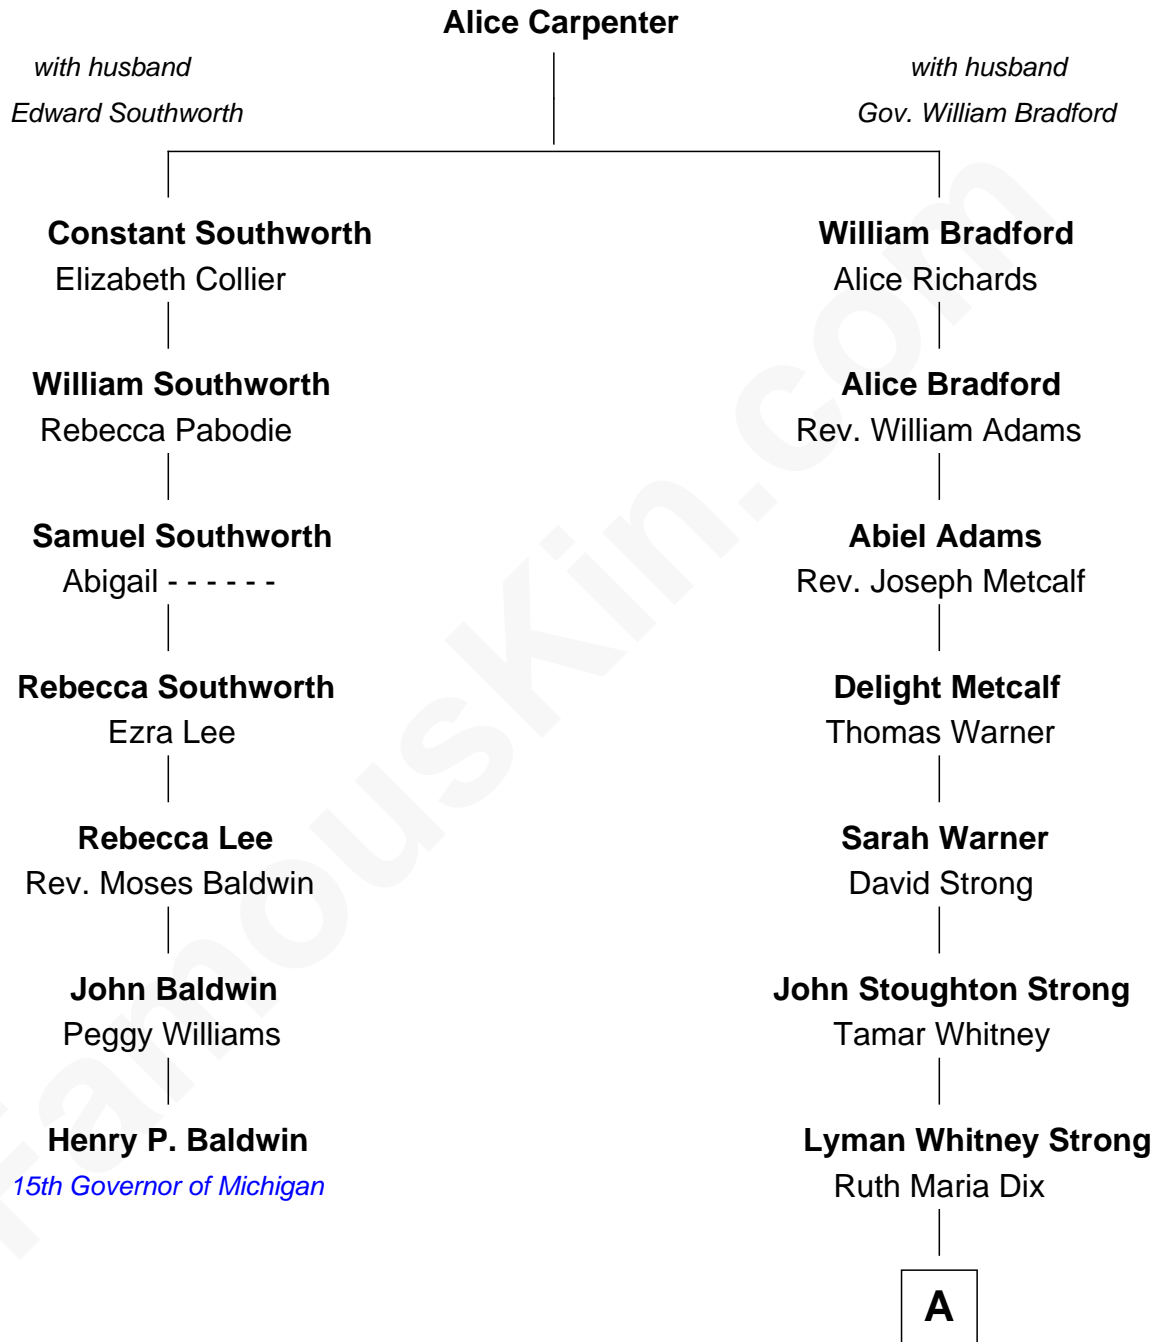 Alice Carpenter
with husband
Edward Southworth
with husband
Gov. William Bradford
Constant Southworth
Elizabeth Collier
William Southworth
Rebecca Pabodie
Samuel Southworth
Abigail - - - - - -
Rebecca Southworth
Ezra Lee
Rebecca Lee
Rev. Moses Baldwin
John Baldwin
Peggy Williams
Henry P. Baldwin
15th Governor of Michigan
William Bradford
Alice Richards
Alice Bradford
Rev. William Adams
Abiel Adams
Rev. Joseph Metcalf
Delight Metcalf
Thomas Warner
Sarah Warner
David Strong
John Stoughton Strong
Tamar Whitney
Lyman Whitney Strong
Ruth Maria Dix
A
FamousKin.com